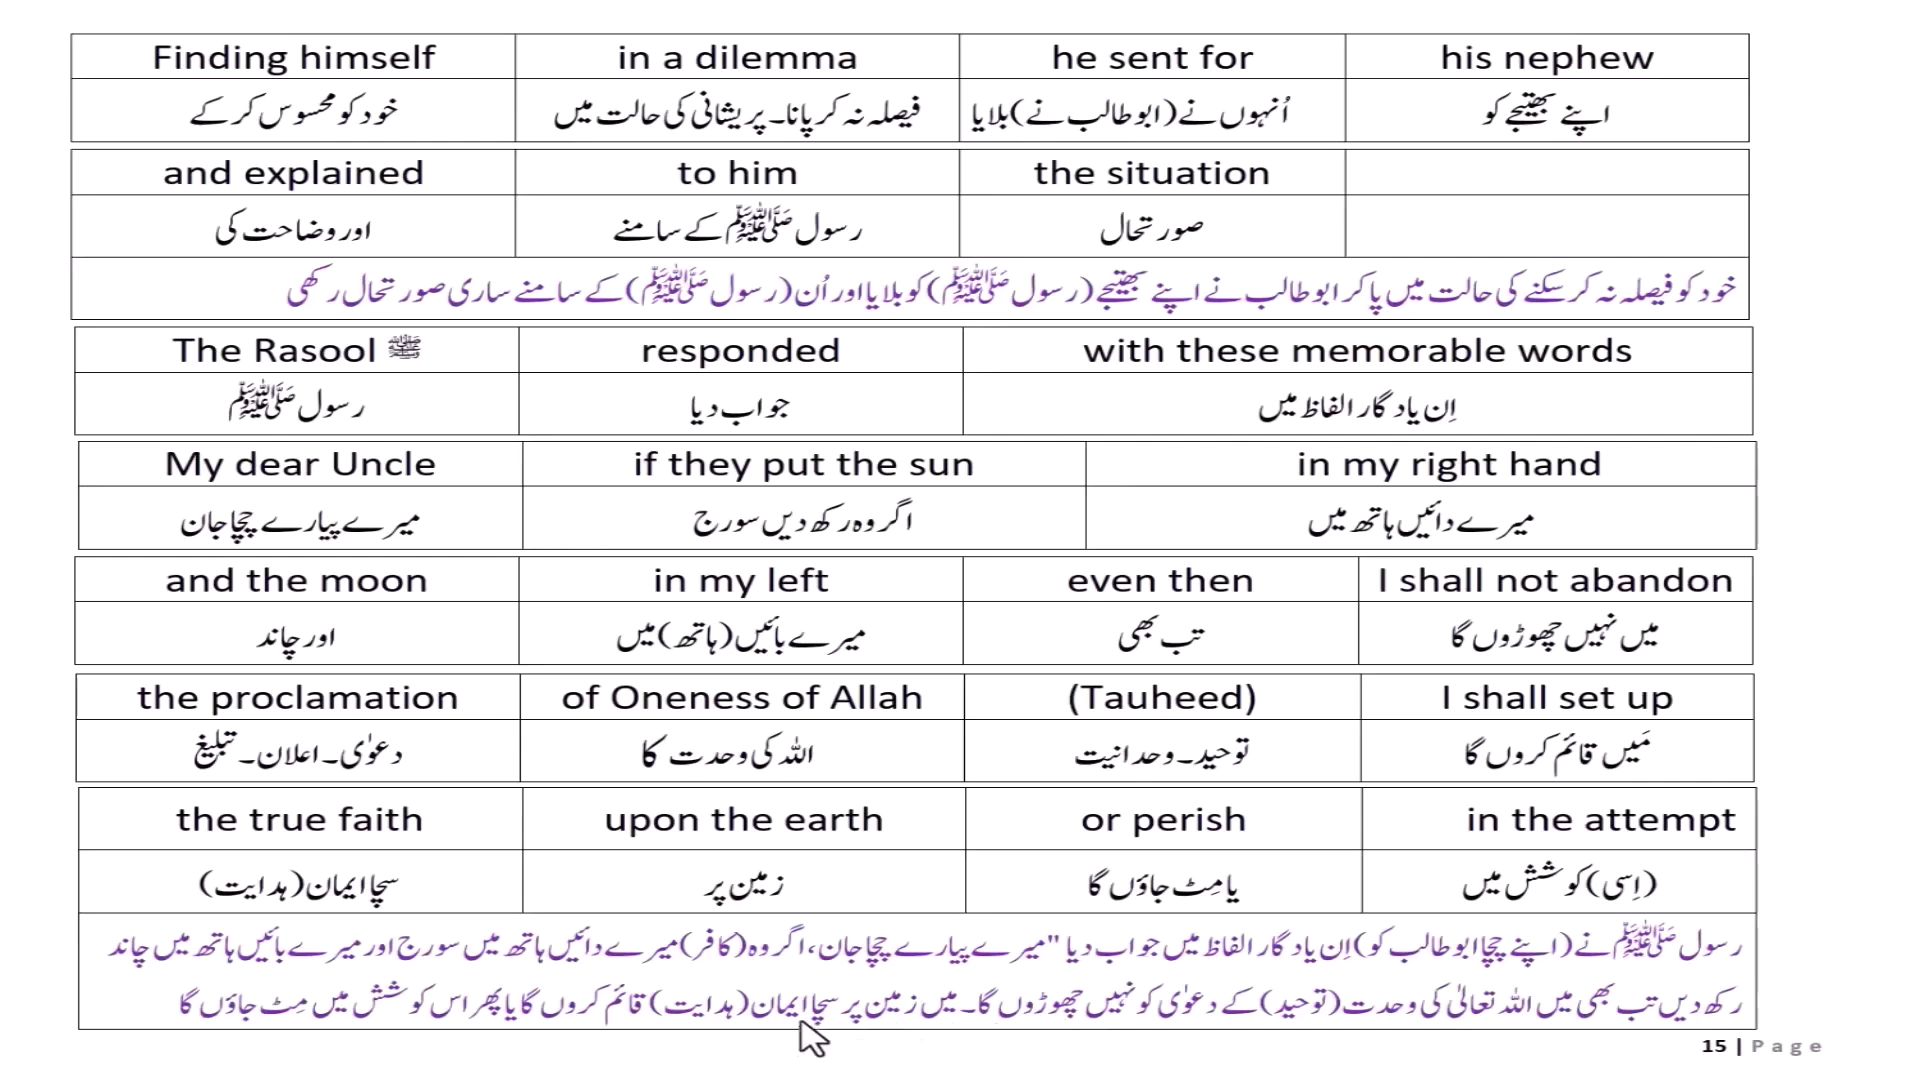 Finding himself in a dilemma he sent for his nephew
خود کو محسوس کر کے فیصلہ نہ کر پانا۔ پریشانی کی حالت میں اُنہوں نے (ابو طالب نے) بلایا اپنے بھتیجے کو
and explained to him the situation
اور وضاحت کی رسول ﷺ کے سامنے صورتحال
خود کو فیصلہ نہ کر سکنے کی حالت میں پا کر ابو طالب نے اپنے بھتیجے (رسول ﷺ) کو بلایا اور اُن (رسول ﷺ) کے سامنے ساری صورتحال رکھی
The Rasool ﷺ responded with these memorable words
رسول ﷺ جواب دیا اِن یادگار الفاظ میں
My dear Uncle if they put the sun in my right hand
میرے پیارے چچا جان اگر وہ رکھ دیں سورج میرے دائیں ہاتھ میں
and the moon in my left even then I shall not abandon
اور چاند میرے بائیں (ہاتھ) میں تب بھی میں نہیں چھوڑوں گا
the proclamation of Oneness of Allah (Tauheed) I shall set up
دعوٰی۔ اعلان۔ تبلیغ اللہ کی وحدت کا توحید۔ وحدانیت مَیں قائم کروں گا
the true faith upon the earth or perish in the attempt
سچا ایمان (ہدایت) زمین پر یا مِٹ جاؤں گا (اِسی) کوشش میں
رسول ﷺ نے (اپنے چچا ابو طالب کو) اِن یادگار الفاظ میں جواب دیا "میرے پیارے چچا جان، اگر وہ (کافر) میرے دائیں ہاتھ میں سورج اور میرے بائیں ہاتھ میں چاند
رکھ دیں تب بھی میں اللہ تعالیٰ کی وحدت (توحید) کے دعوٰی کو نہیں چھوڑوں گا۔ میں زمین پر سچا ایمان (ہدایت) قائم کروں گا یا پھر اس کوشش میں مِٹ جاؤں گا
15 | Page